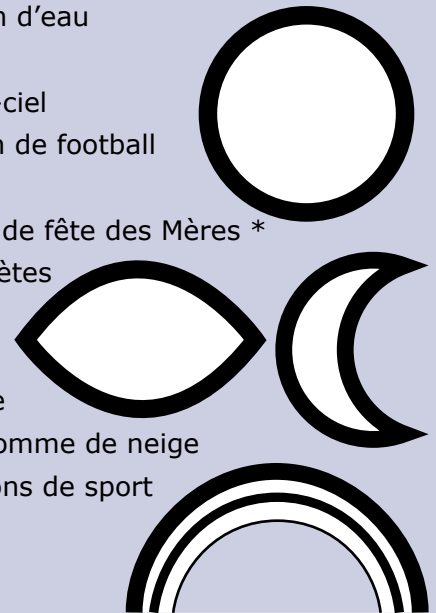 n d’eau
-ciel
n de football
de fête des Mères *
ètes
e
omme de neige
ons de sport